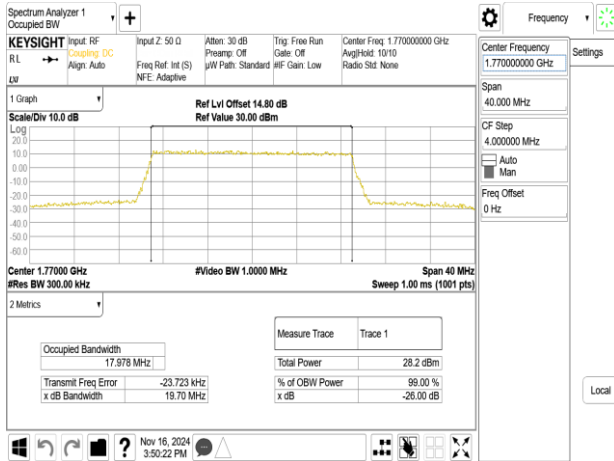 Spectrum Analyzer 1
Occupied BW
KEYSIGHT
RL
LXI
Input: RF
Coupling: DC
Align: Auto
Input Z: 50 Ω
Freq Ref: Int (S)
NFE: Adaptive
Atten: 30 dB
Preamp: Off
µW Path: Standard
Trig: Free Run
Gate: Off
#IF Gain: Low
Center Freq: 1.770000000 GHz
Avg|Hold: 10/10
Radio Std: None
1 Graph
Scale/Div 10.0 dB
Ref Lvl Offset 14.80 dB
Ref Value 30.00 dBm
Log
20.0
10.0
0.00
-10.0
-20.0
-30.0
-40.0
-50.0
-60.0
Center 1.77000 GHz
#Res BW 300.00 kHz
#Video BW 1.0000 MHz
Span 40 MHz
Sweep 1.00 ms (1001 pts)
2 Metrics
Measure Trace Trace 1
Occupied Bandwidth
17.978 MHz
Total Power 28.2 dBm
Transmit Freq Error -23.723 kHz
% of OBW Power 99.00 %
x dB Bandwidth 19.70 MHz
x dB -26.00 dB
Nov 16, 2024
3:50:22 PM
?
Frequency
Center Frequency
1.770000000 GHz
Settings
Span
40.000 MHz
CF Step
4.000000 MHz
Auto
Man
Freq Offset
0 Hz
Local